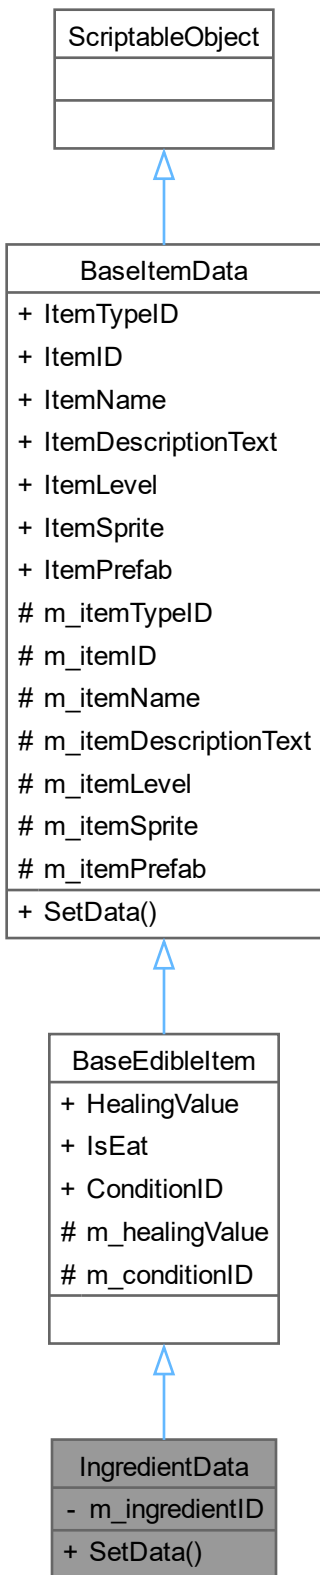 ScriptableObject
BaseItemData
+ ItemTypeID
+ ItemID
+ ItemName
+ ItemDescriptionText
+ ItemLevel
+ ItemSprite
+ ItemPrefab
# m_itemTypeID
# m_itemID
# m_itemName
# m_itemDescriptionText
# m_itemLevel
# m_itemSprite
# m_itemPrefab
+ SetData()
BaseEdibleItem
+ HealingValue
+ IsEat
+ ConditionID
# m_healingValue
# m_conditionID
IngredientData
- m_ingredientID
+ SetData()